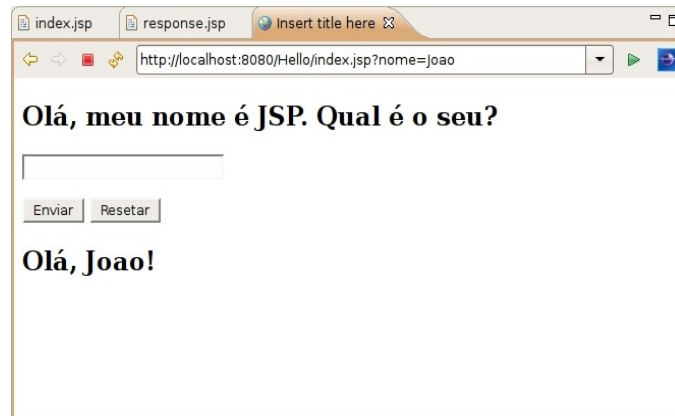 index.jsp response.jsp Insert title here
http://localhost:8080/Hello/index.jsp?nome=Joao
Olá, meu nome é JSP. Qual é o seu?
Enviar Resetar
Olá, Joao!